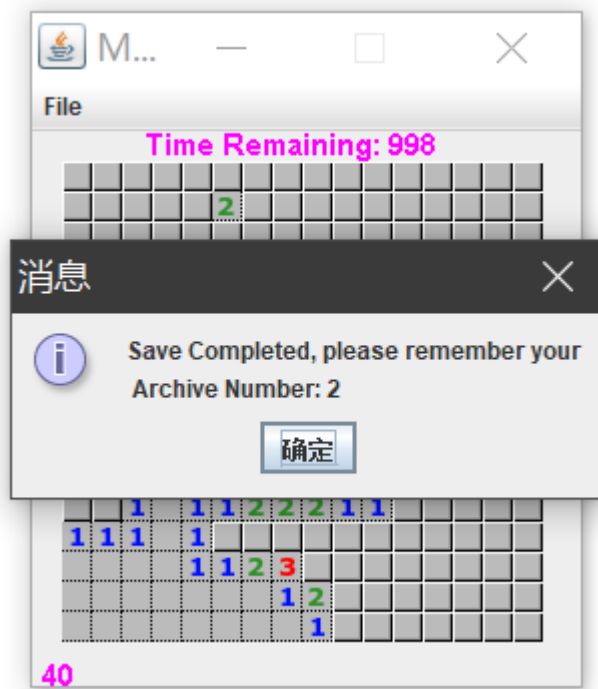 M...
File
Time Remaining: 998
2
消息
Save Completed, please remember your
Archive Number: 2
确定
1 1 1 2 2 2 1 1
1 1 1 1
1 1 2 3
1 2
1
40